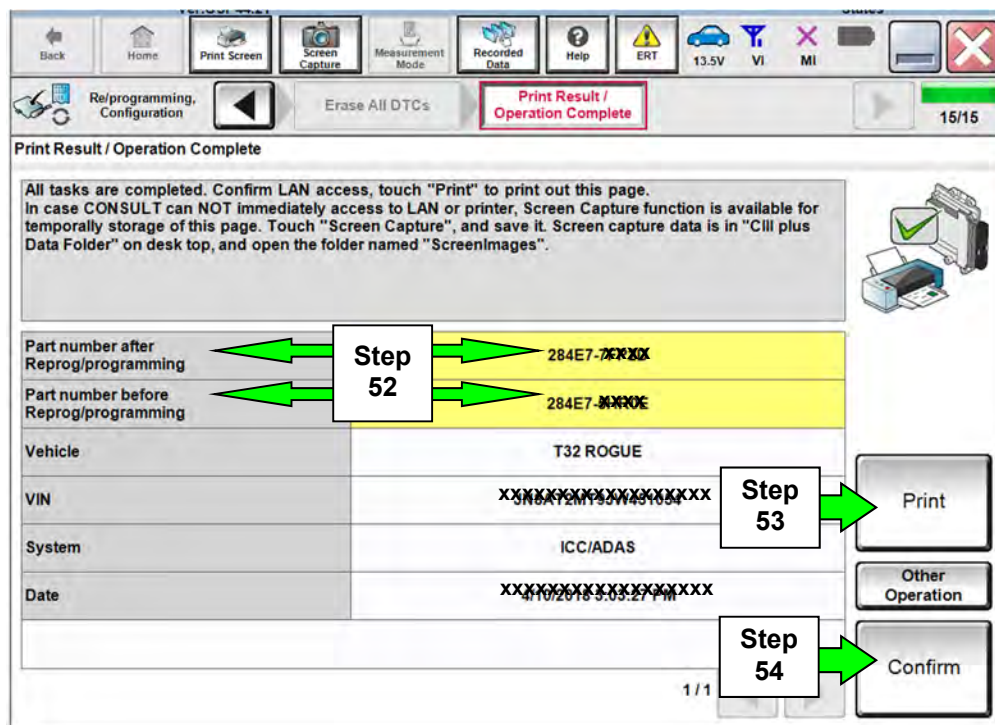 Back
Home
Print Screen
Screen
Capture
Measurement
Mode
Recorded
Data
Help
ERT
13.5V
VI
MI
Re/programming,
Configuration
Erase All DTCs
Print Result /
Operation Complete
15/15
Print Result / Operation Complete
All tasks are completed. Confirm LAN access, touch "Print" to print out this page.
In case CONSULT can NOT immediately access to LAN or printer, Screen Capture function is available for
temporally storage of this page. Touch "Screen Capture", and save it. Screen capture data is in "CIII plus
Data Folder" on desk top, and open the folder named "ScreenImages".
Part number after
Reprog/programming
284E7-XXXX
Step
52
Part number before
Reprog/programming
284E7-XXXX
Vehicle
T32 ROGUE
VIN
XXXXXXXXXXXXXXXXXX
Step
53
Print
System
ICC/ADAS
Date
XXXXXXXXXXXXXXXXXX
Other
Operation
Step
54
Confirm
1/1